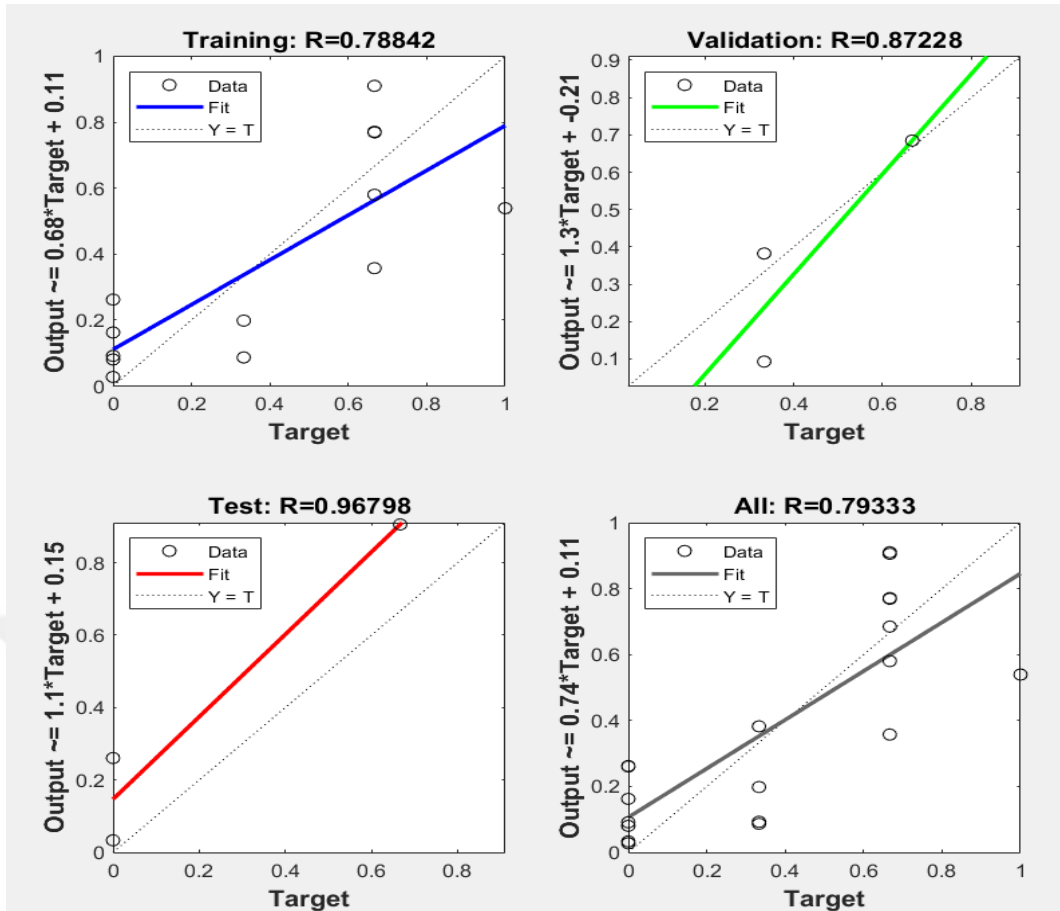 Training: R=0.78842
Output ~= 0.68*Target + 0.11
1
0.8
0.6
0.4
0.2
0
Data
Fit
Y = T
0 0.2 0.4 0.6 0.8 1
Target
Validation: R=0.87228
Output ~= 1.3*Target + -0.21
0.9
0.8
0.7
0.6
0.5
0.4
0.3
0.2
0.1
Data
Fit
Y = T
0.2 0.4 0.6 0.8
Target
Test: R=0.96798
Output ~= 1.1*Target + 0.15
0.8
0.6
0.4
0.2
0
Data
Fit
Y = T
0 0.2 0.4 0.6 0.8
Target
All: R=0.79333
Output ~= 0.74*Target + 0.11
1
0.8
0.6
0.4
0.2
0
Data
Fit
Y = T
0 0.2 0.4 0.6 0.8 1
Target